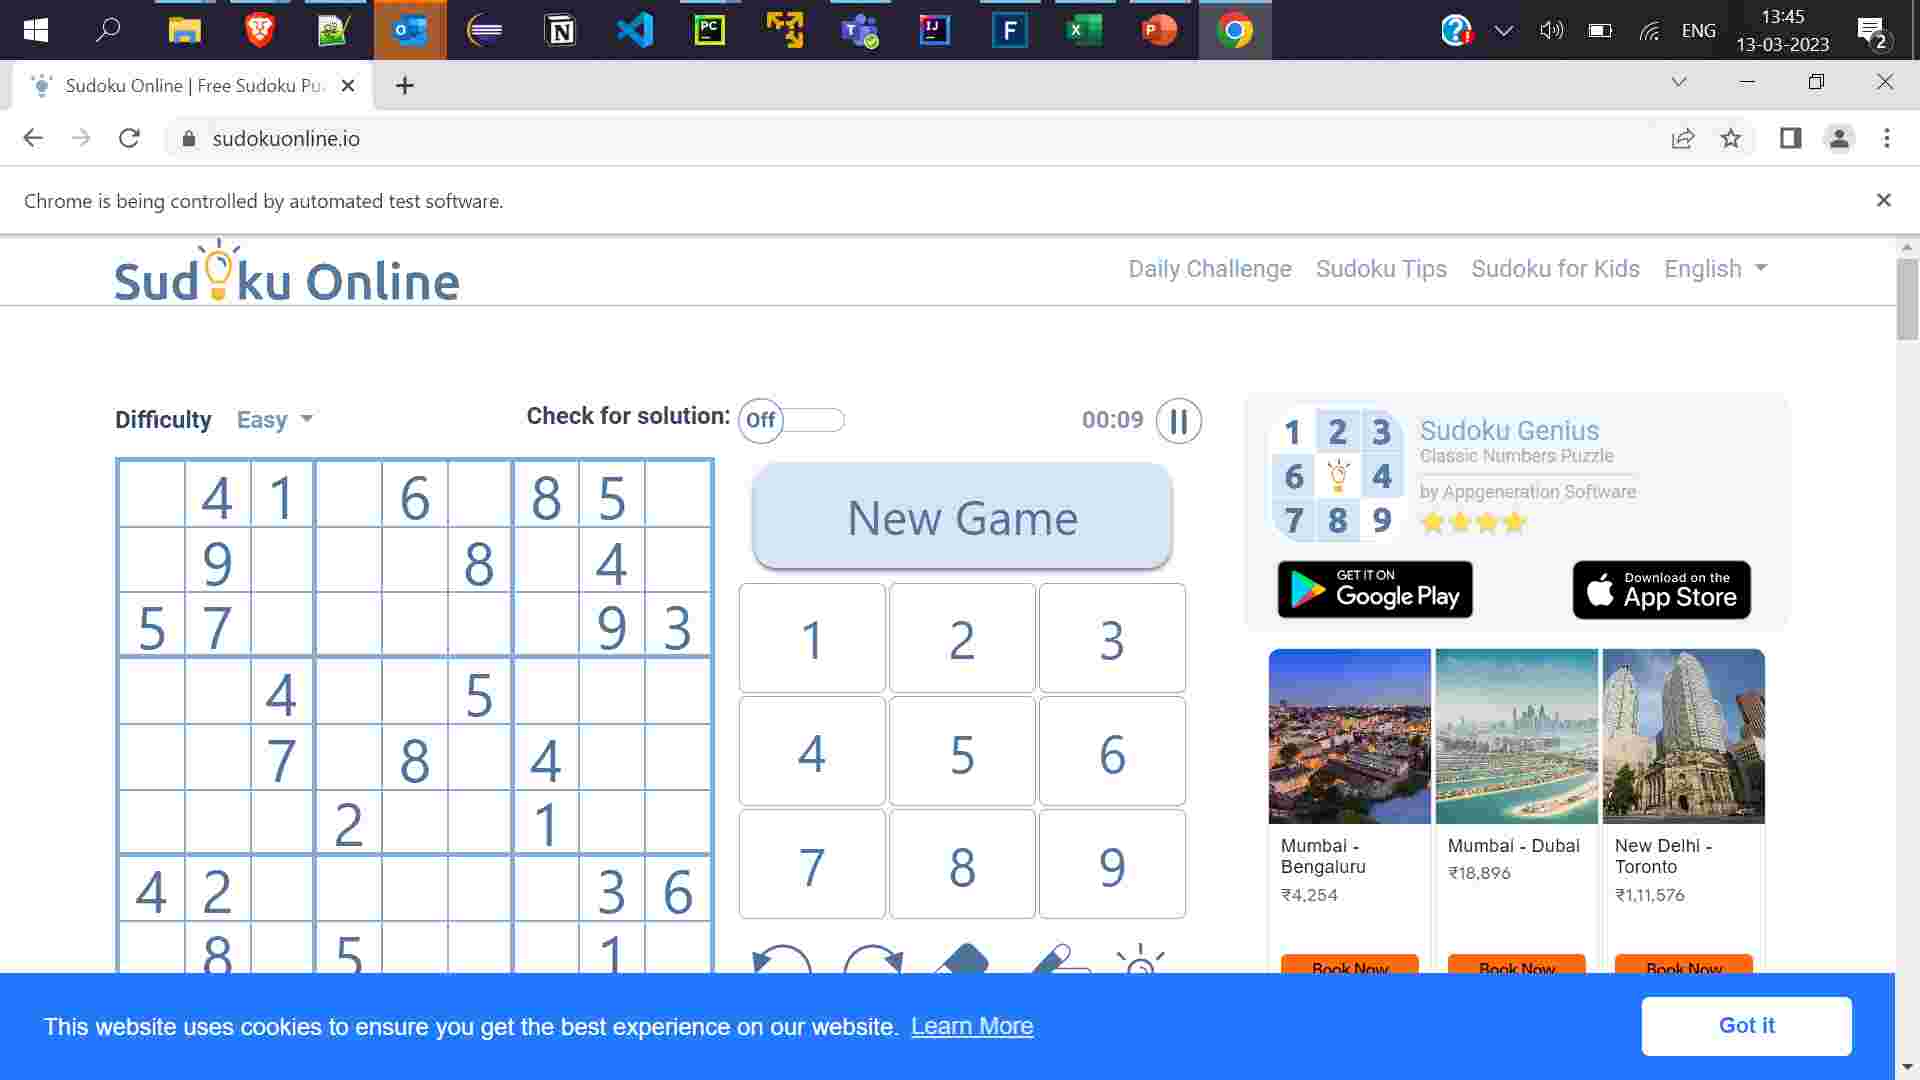 13:45
ENG
13-03-2023
2
Sudoku Online | Free Sudoku Pu
sudokuonline.io
Chrome is being controlled by automated test software.
Sudoku Online
Daily Challenge Sudoku Tips Sudoku for Kids English
Difficulty Easy Check for solution: Off 00:09
4 1 6 8 5
9 8 4
5 7 9 3
4 5
7 8 4
2 1
4 2 3 6
8 5 1
New Game
1 2 3
4 5 6
7 8 9
1 2 3
6 4
7 8 9
Sudoku Genius
Classic Numbers Puzzle
by Appgeneration Software
GET IT ON
Google Play
Download on the
App Store
Mumbai -
Bengaluru
₹4,254
Mumbai - Dubai
₹18,896
New Delhi -
Toronto
₹1,11,576
Book Now Book Now Book Now
This website uses cookies to ensure you get the best experience on our website. Learn More
Got it